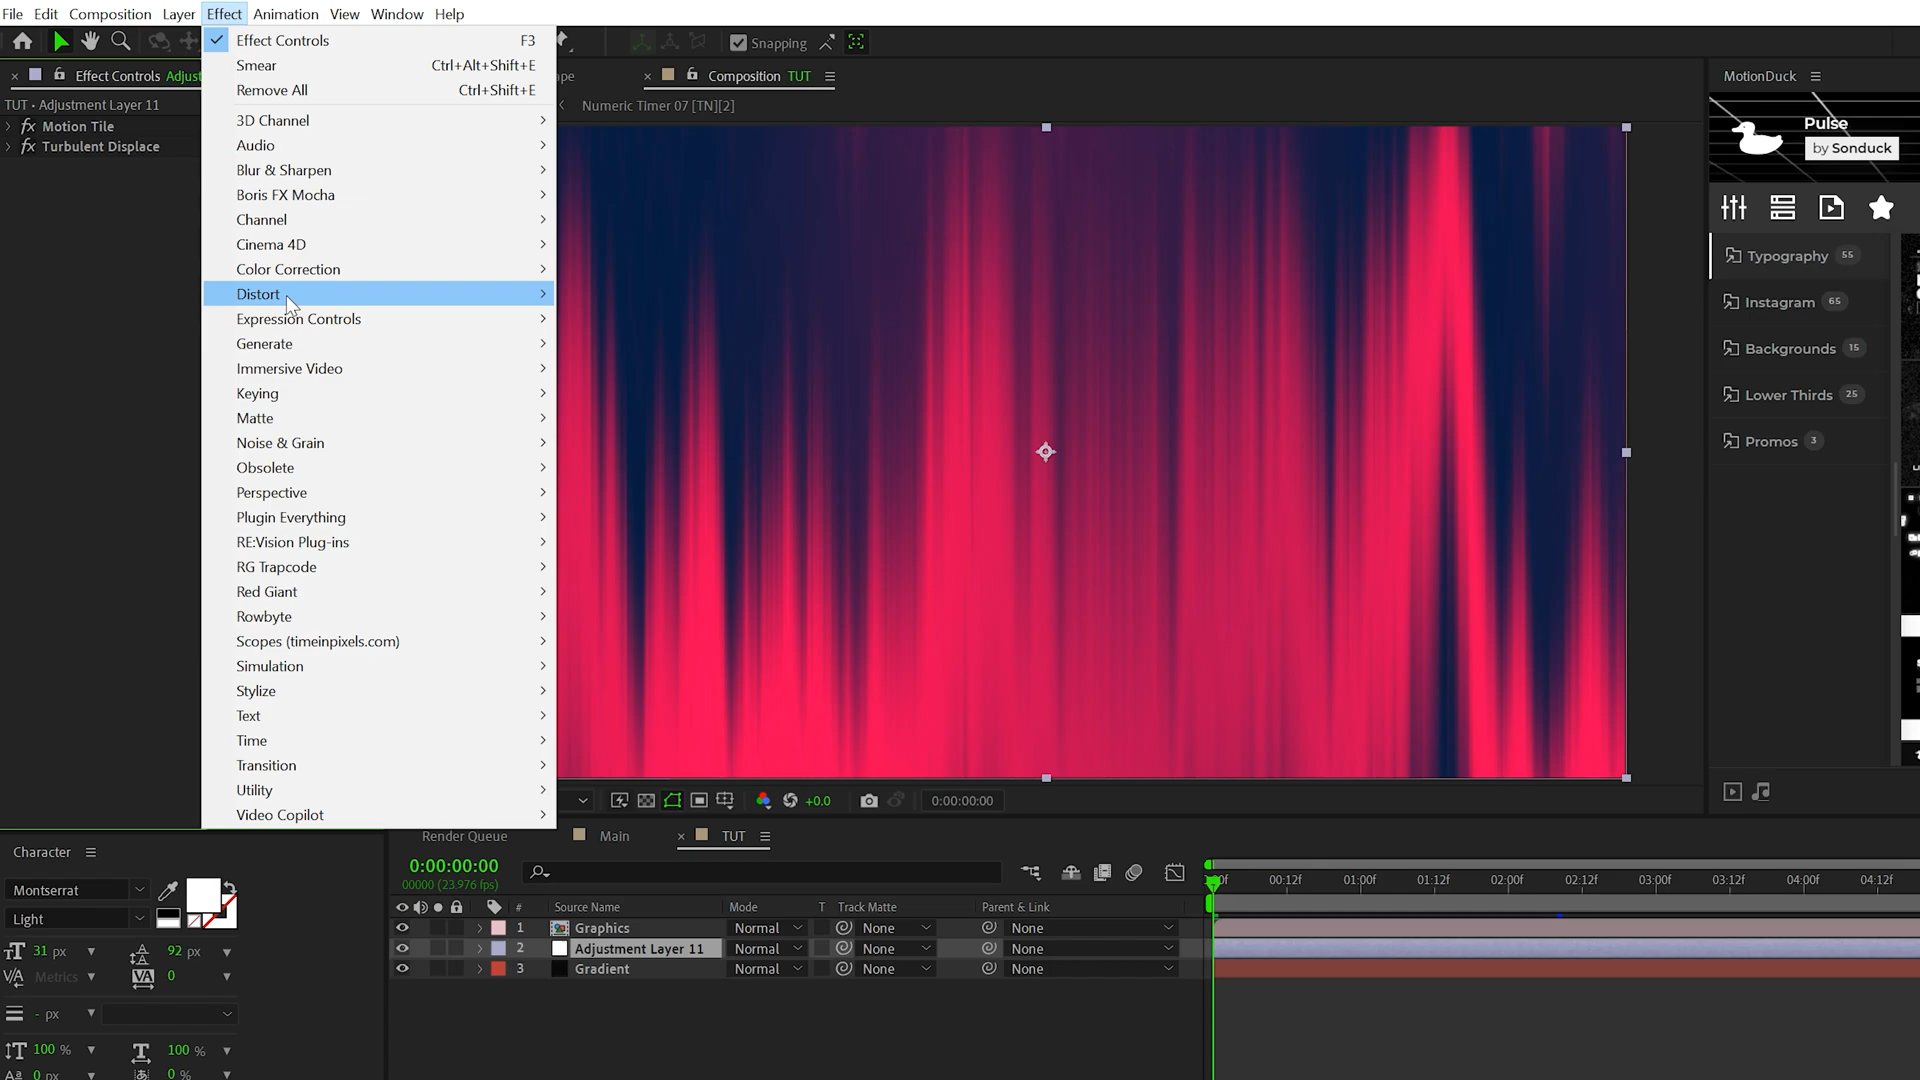 File Edit Composition Layer Effect Animation View Window Help
Snapping
Effect Controls Adjus
Composition TUT
MotionDuck
TUT • Adjustment Layer 11
Numeric Timer 07 [TN][2]
fx Motion Tile
fx Turbulent Displace
Effect Controls F3
Smear Ctrl+Alt+Shift+E
Remove All Ctrl+Shift+E
3D Channel
Audio
Blur & Sharpen
Boris FX Mocha
Channel
Cinema 4D
Color Correction
Distort
Expression Controls
Generate
Immersive Video
Keying
Matte
Noise & Grain
Obsolete
Perspective
Plugin Everything
RE:Vision Plug-ins
RG Trapcode
Red Giant
Rowbyte
Scopes (timeinpixels.com)
Simulation
Stylize
Text
Time
Transition
Utility
Video Copilot
Pulse
by Sonduck
Typography 55
Instagram 65
Backgrounds 15
Lower Thirds 25
Promos 3
+0.0 0:00:00:00
Render Queue Main TUT
Character
Montserrat
Light
31 px 92 px
Metrics 0
- px
100 % 100 %
0 px 0 %
0:00:00:00
00000 (23.976 fps)
00:12f 01:00f 01:12f 02:00f 02:12f 03:00f 03:12f 04:00f 04:12f
# Source Name Mode T Track Matte Parent & Link
1 Graphics Normal None None
2 Adjustment Layer 11 Normal None None
3 Gradient Normal None None